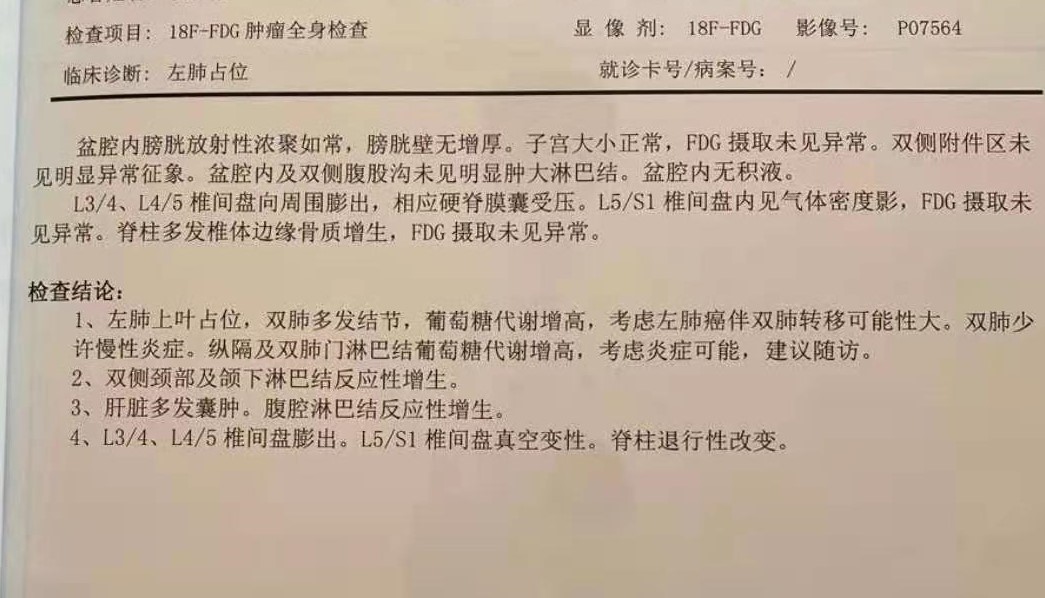 检查项目: 18F-FDG 肿瘤全身检查 显 像 剂: 18F-FDG 影像号: P07564
临床诊断: 左肺占位 就诊卡号/病案号: /
盆腔内膀胱放射性浓聚如常，膀胱壁无增厚。子宫大小正常，FDG 摄取未见异常。双侧附件区未
见明显异常征象。盆腔内及双侧腹股沟未见明显肿大淋巴结。盆腔内无积液。
L3/4、L4/5 椎间盘向周围膨出，相应硬脊膜囊受压。L5/S1 椎间盘内见气体密度影，FDG 摄取未
见异常。脊柱多发椎体边缘骨质增生，FDG 摄取未见异常。
检查结论:
1、左肺上叶占位，双肺多发结节，葡萄糖代谢增高，考虑左肺癌伴双肺转移可能性大。双肺少
许慢性炎症。纵隔及双肺门淋巴结葡萄糖代谢增高，考虑炎症可能，建议随访。
2、双侧颈部及颌下淋巴结反应性增生。
3、肝脏多发囊肿。腹腔淋巴结反应性增生。
4、L3/4、L4/5 椎间盘膨出。L5/S1 椎间盘真空变性。脊柱退行性改变。